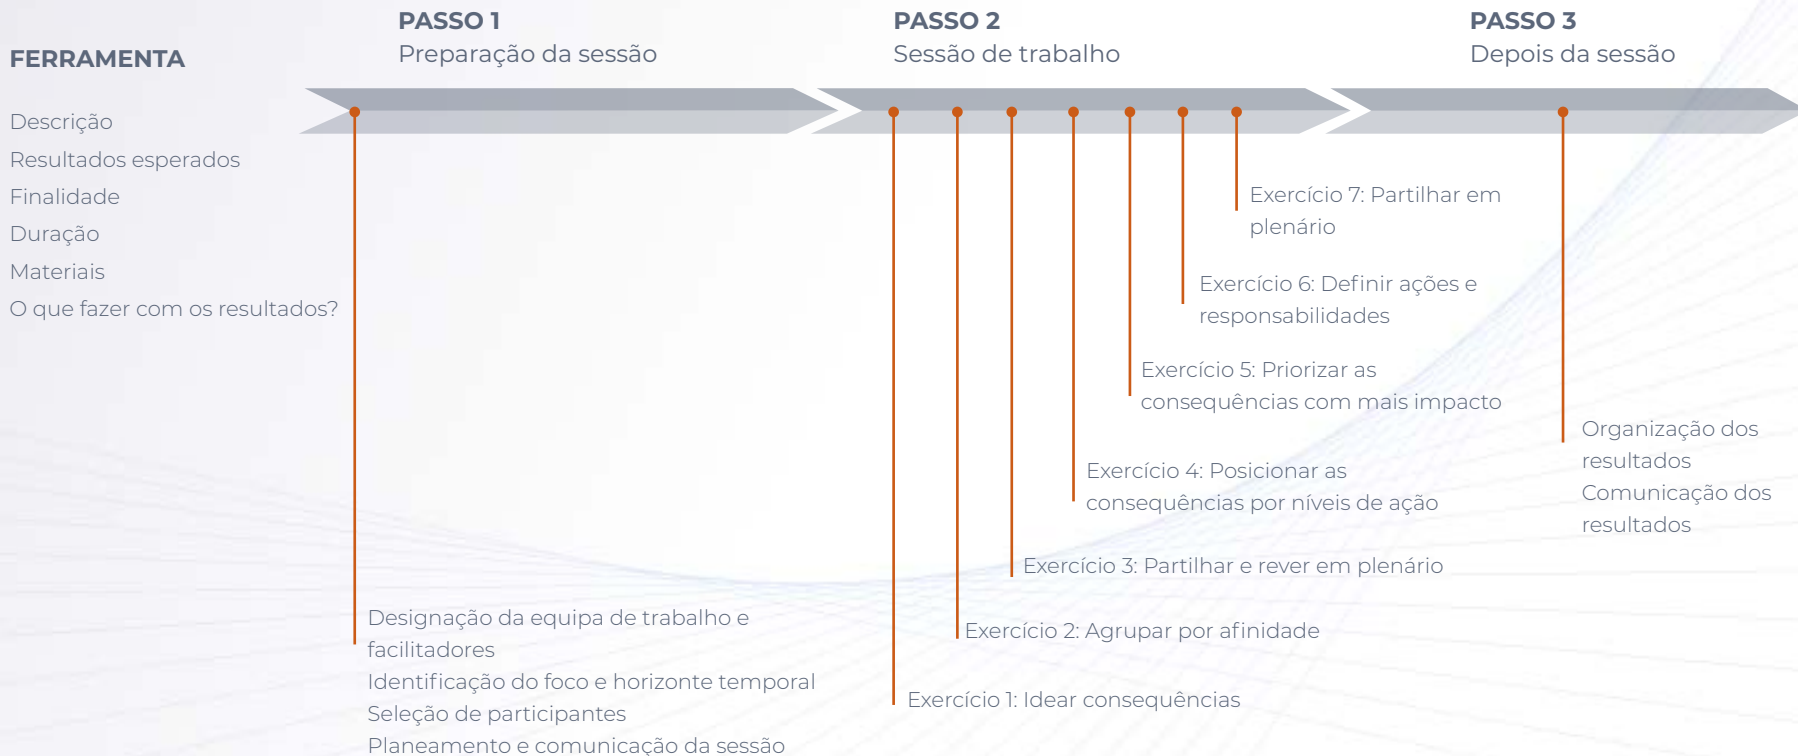 FERRAMENTA
Descrição
Resultados esperados
Finalidade
Duração
Materiais
O que fazer com os resultados?
PASSO 1
Preparação da sessão
Designação da equipa de trabalho e
facilitadores
Identificação do foco e horizonte temporal
Seleção de participantes
Planeamento e comunicação da sessão
PASSO 2
Sessão de trabalho
Exercício 1: Idear consequências
Exercício 2: Agrupar por afinidade
Exercício 3: Partilhar e rever em plenário
Exercício 4: Posicionar as
consequências por níveis de ação
Exercício 5: Priorizar as
consequências com mais impacto
Exercício 6: Definir ações e
responsabilidades
Exercício 7: Partilhar em
plenário
PASSO 3
Depois da sessão
Organização dos
resultados
Comunicação dos
resultados